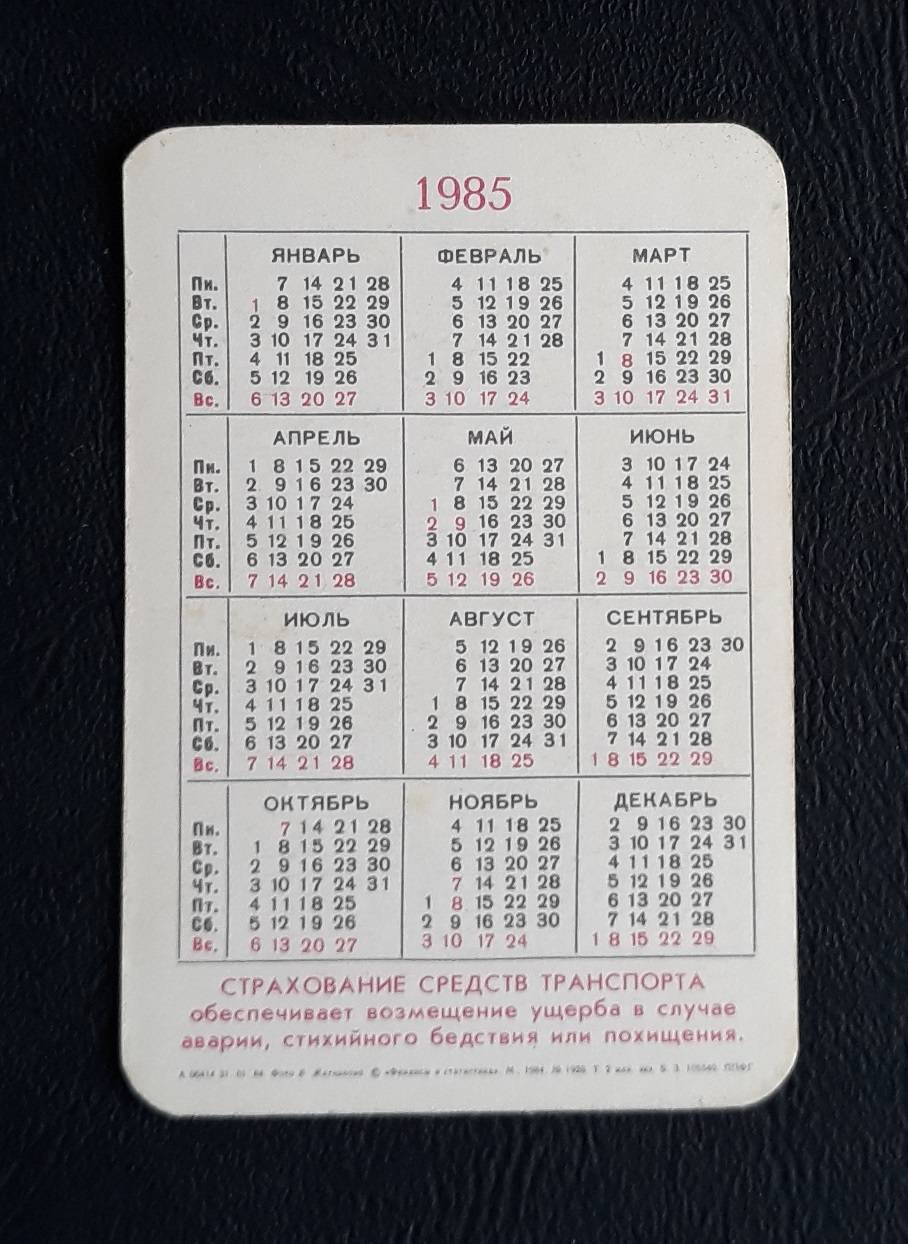 1985
ЯНВАРЬ ФЕВРАЛЬ МАРТ
Пн. 7 14 21 28 4 11 18 25 4 11 18 25
Вт. 1 8 15 22 29 5 12 19 26 5 12 19 26
Ср. 2 9 16 23 30 6 13 20 27 6 13 20 27
Чт. 3 10 17 24 31 7 14 21 28 7 14 21 28
Пт. 4 11 18 25 1 8 15 22 1 8 15 22 29
Сб. 5 12 19 26 2 9 16 23 2 9 16 23 30
Вс. 6 13 20 27 3 10 17 24 3 10 17 24 31
АПРЕЛЬ МАЙ ИЮНЬ
Пн. 1 8 15 22 29 6 13 20 27 3 10 17 24
Вт. 2 9 16 23 30 7 14 21 28 4 11 18 25
Ср. 3 10 17 24 1 8 15 22 29 5 12 19 26
Чт. 4 11 18 25 2 9 16 23 30 6 13 20 27
Пт. 5 12 19 26 3 10 17 24 31 7 14 21 28
Сб. 6 13 20 27 4 11 18 25 1 8 15 22 29
Вс. 7 14 21 28 5 12 19 26 2 9 16 23 30
ИЮЛЬ АВГУСТ СЕНТЯБРЬ
Пн. 1 8 15 22 29 5 12 19 26 2 9 16 23 30
Вт. 2 9 16 23 30 6 13 20 27 3 10 17 24
Ср. 3 10 17 24 31 7 14 21 28 4 11 18 25
Чт. 4 11 18 25 1 8 15 22 29 5 12 19 26
Пт. 5 12 19 26 2 9 16 23 30 6 13 20 27
Сб. 6 13 20 27 3 10 17 24 31 7 14 21 28
Вс. 7 14 21 28 4 11 18 25 1 8 15 22 29
ОКТЯБРЬ НОЯБРЬ ДЕКАБРЬ
Пн. 7 14 21 28 4 11 18 25 2 9 16 23 30
Вт. 1 8 15 22 29 5 12 19 26 3 10 17 24 31
Ср. 2 9 16 23 30 6 13 20 27 4 11 18 25
Чт. 3 10 17 24 31 7 14 21 28 5 12 19 26
Пт. 4 11 18 25 1 8 15 22 29 6 13 20 27
Сб. 5 12 19 26 2 9 16 23 30 7 14 21 28
Вс. 6 13 20 27 3 10 17 24 1 8 15 22 29
СТРАХОВАНИЕ СРЕДСТВ ТРАНСПОРТА
обеспечивает возмещение ущерба в случае
аварии, стихийного бедствия или похищения.
© «Финансы и статистика», М., 1984.